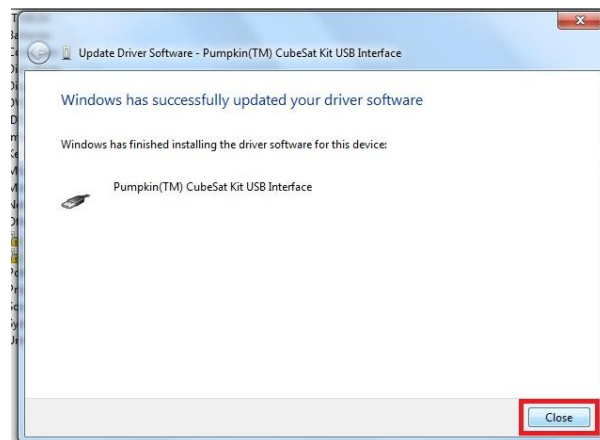 Update Driver Software - Pumpkin(TM) CubeSat Kit USB Interface
Windows has successfully updated your driver software
Windows has finished installing the driver software for this device:
Pumpkin(TM) CubeSat Kit USB Interface
Close